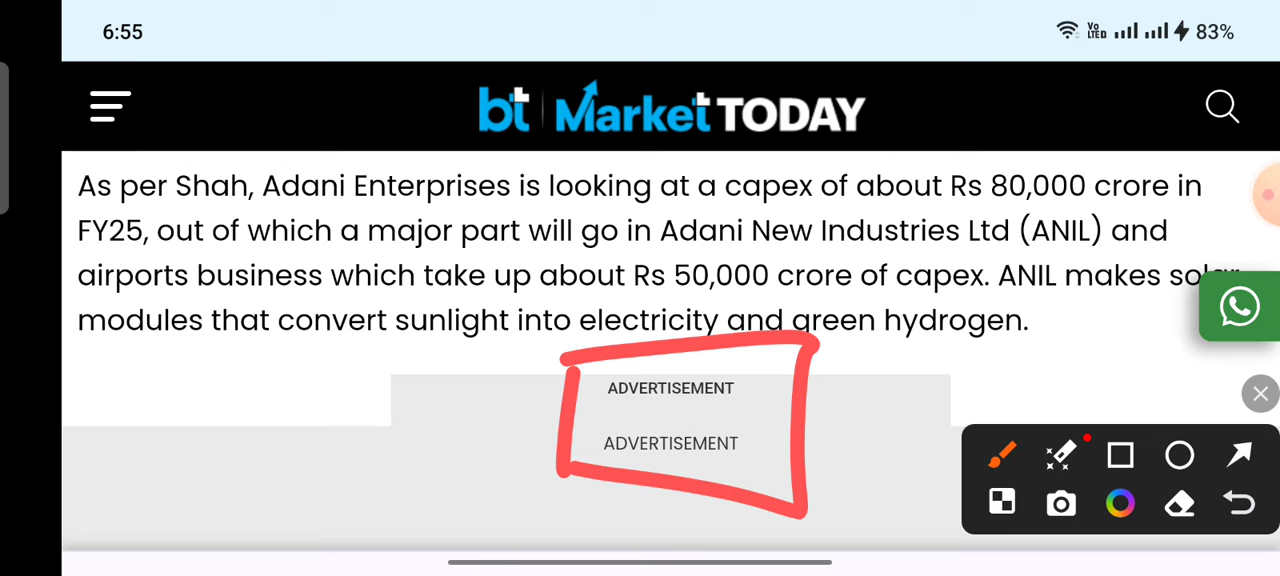 6:55
Vo
LTED
83%
bt Market TODAY
As per Shah, Adani Enterprises is looking at a capex of about Rs 80,000 crore in
FY25, out of which a major part will go in Adani New Industries Ltd (ANIL) and
airports business which take up about Rs 50,000 crore of capex. ANIL makes solar
modules that convert sunlight into electricity and green hydrogen.
ADVERTISEMENT
ADVERTISEMENT